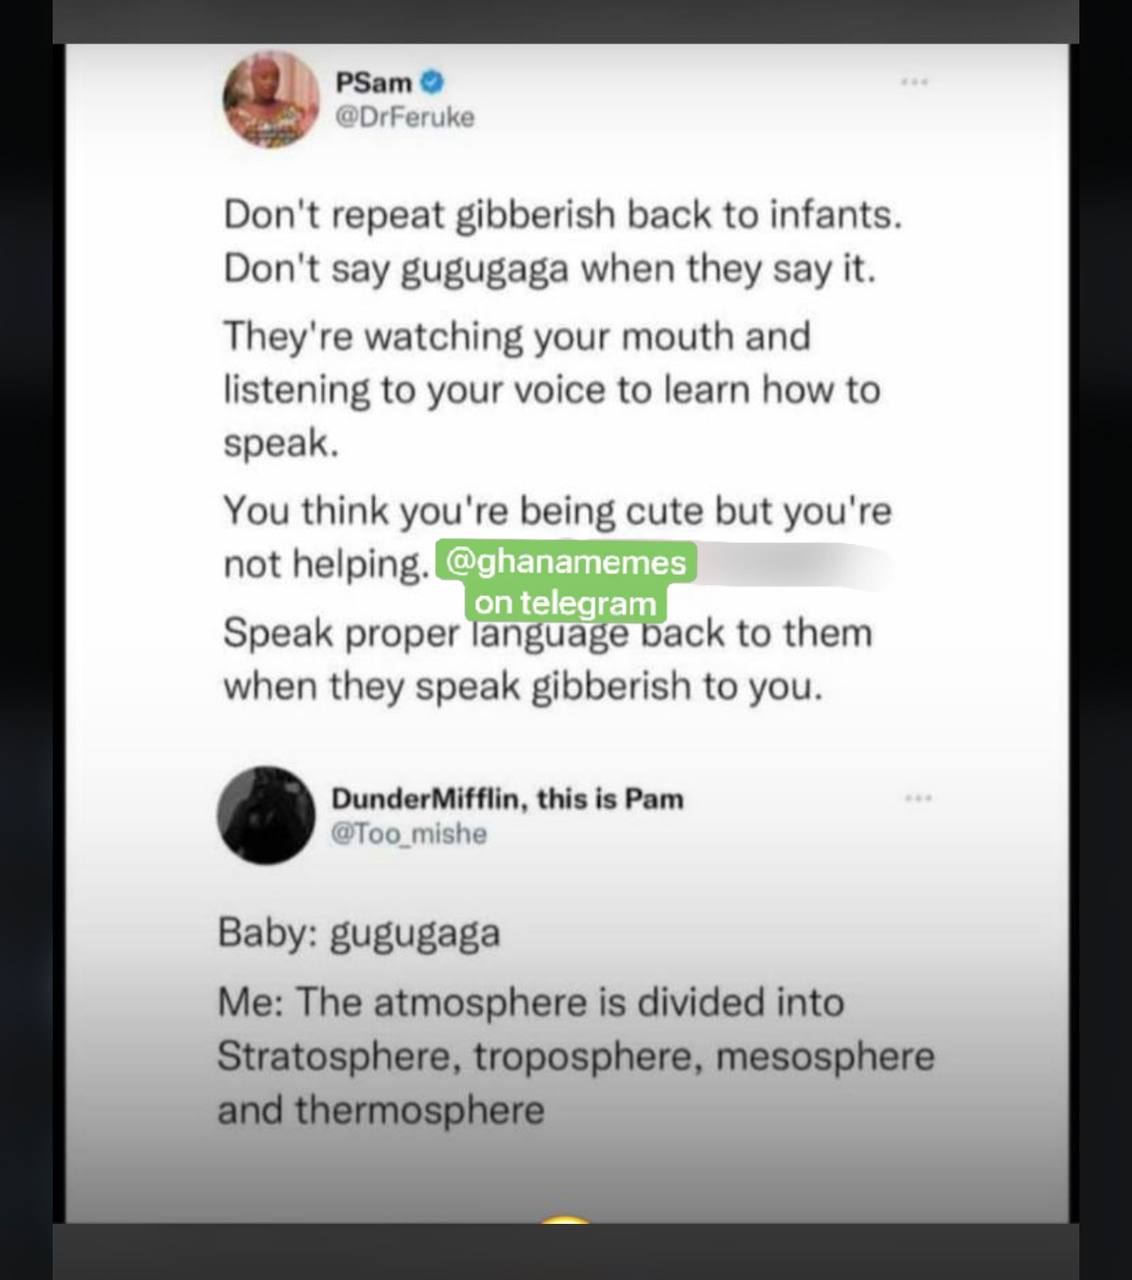 PSam
@DrFeruke
Don't repeat gibberish back to infants.
Don't say gugugaga when they say it.
They're watching your mouth and
listening to your voice to learn how to
speak.
You think you're being cute but you're
not helping. @ghanamemes
on telegram
Speak proper language back to them
when they speak gibberish to you.
DunderMifflin, this is Pam
@Too_mishe
Baby: gugugaga
Me: The atmosphere is divided into
Stratosphere, troposphere, mesosphere
and thermosphere